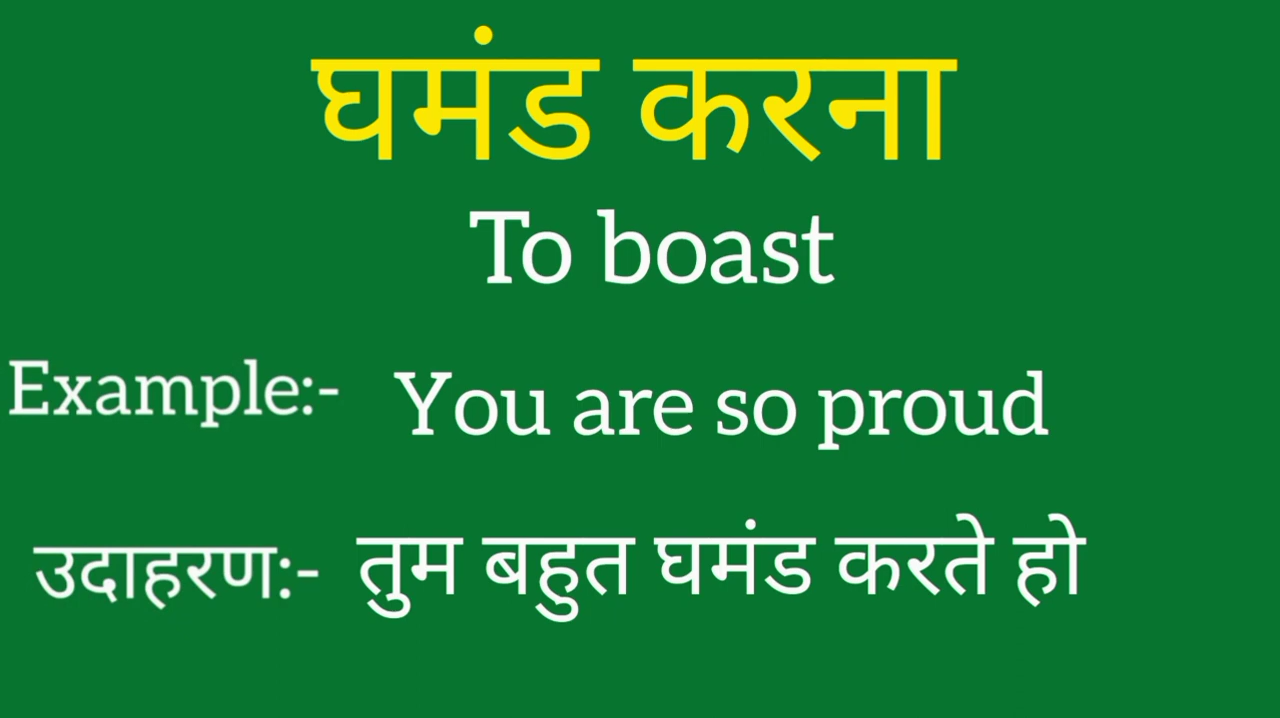 घमंड करना
To boast
Example:- You are so proud
उदाहरण:- तुम बहुत घमंड करते हो